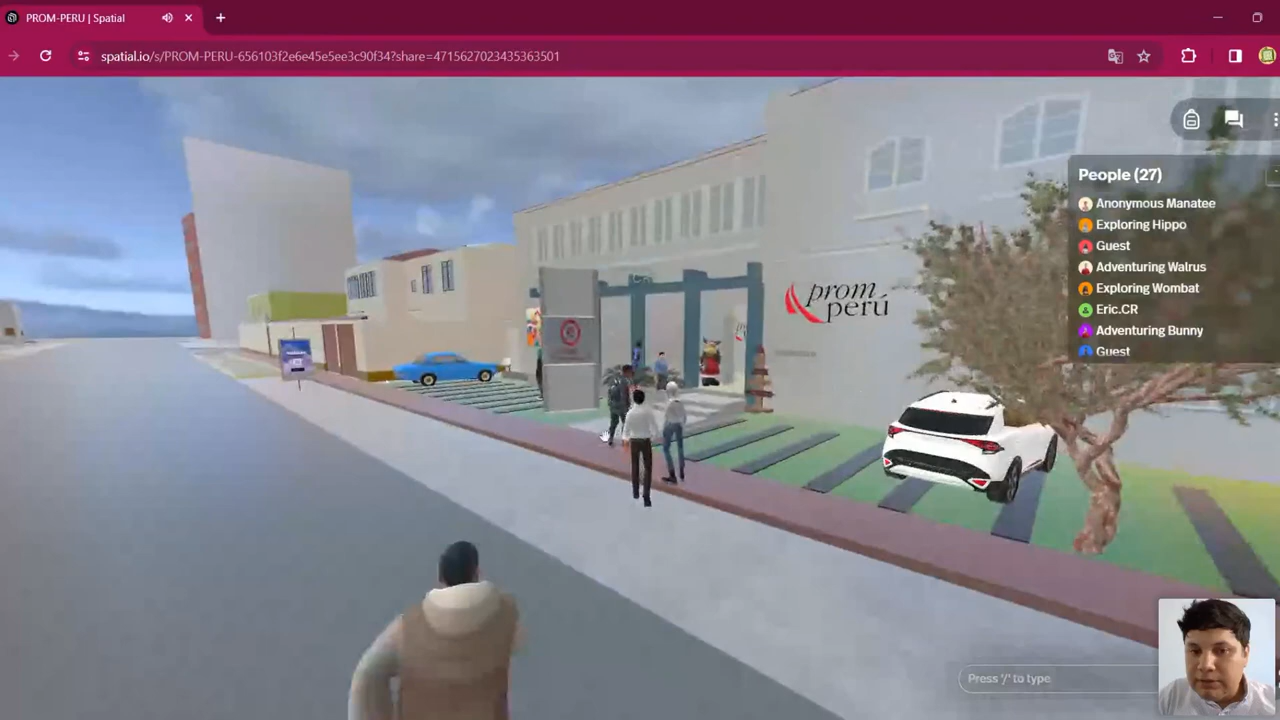 PROM-PERU | Spatial
spatial.io/s/PROM-PERU-656103f2e6e45e5ee3c90f34?share=4715627023435363501
People (27)
Anonymous Manatee
Exploring Hippo
Guest
Adventuring Walrus
Exploring Wombat
Eric.CR
Adventuring Bunny
Guest
prom
perú
Press '/' to type